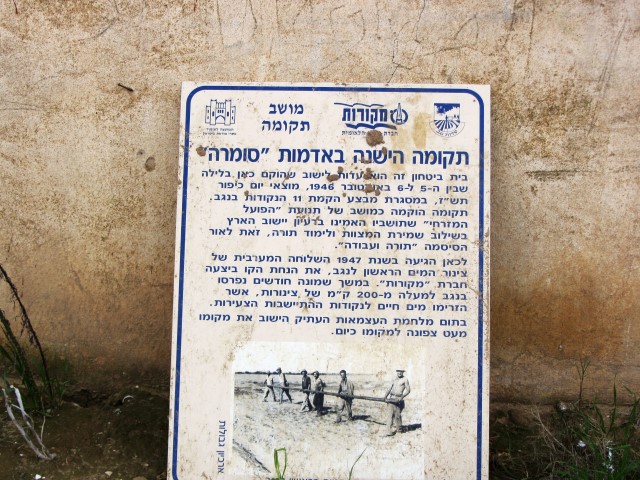 מושב
תקומה
מקורות
תקומה הישנה באדמות "סומרה"
בית ביטחון זה הוא עדות לישוב שהוקם כאן בלילה
שבין ה-5 ל-6 באוקטובר 1946, מוצאי יום כיפור
תש"ז, במסגרת מבצע הקמת 11 הנקודות בנגב.
תקומה הוקמה כמושב של תנועת "הפועל
המזרחי" שתושביו האמינו ברעיון יישוב הארץ
בשילוב שמירת המצוות ולימוד תורה, זאת לאור
הסיסמה "תורה ועבודה".
לכאן הגיעה בשנת 1947 השלוחה המערבית של
צינור המים הראשון לנגב, את הנחת הקו ביצעה
חברת "מקורות". במשך שמונה חודשים נפרסו
בנגב למעלה מ-200 ק"מ של צינורות, אשר
הזרימו מים חיים לנקודות ההתיישבות הצעירות.
בתום מלחמת העצמאות העתיק הישוב את מקומו
מעט צפונה למקומו כיום.
ארכיון גבולות